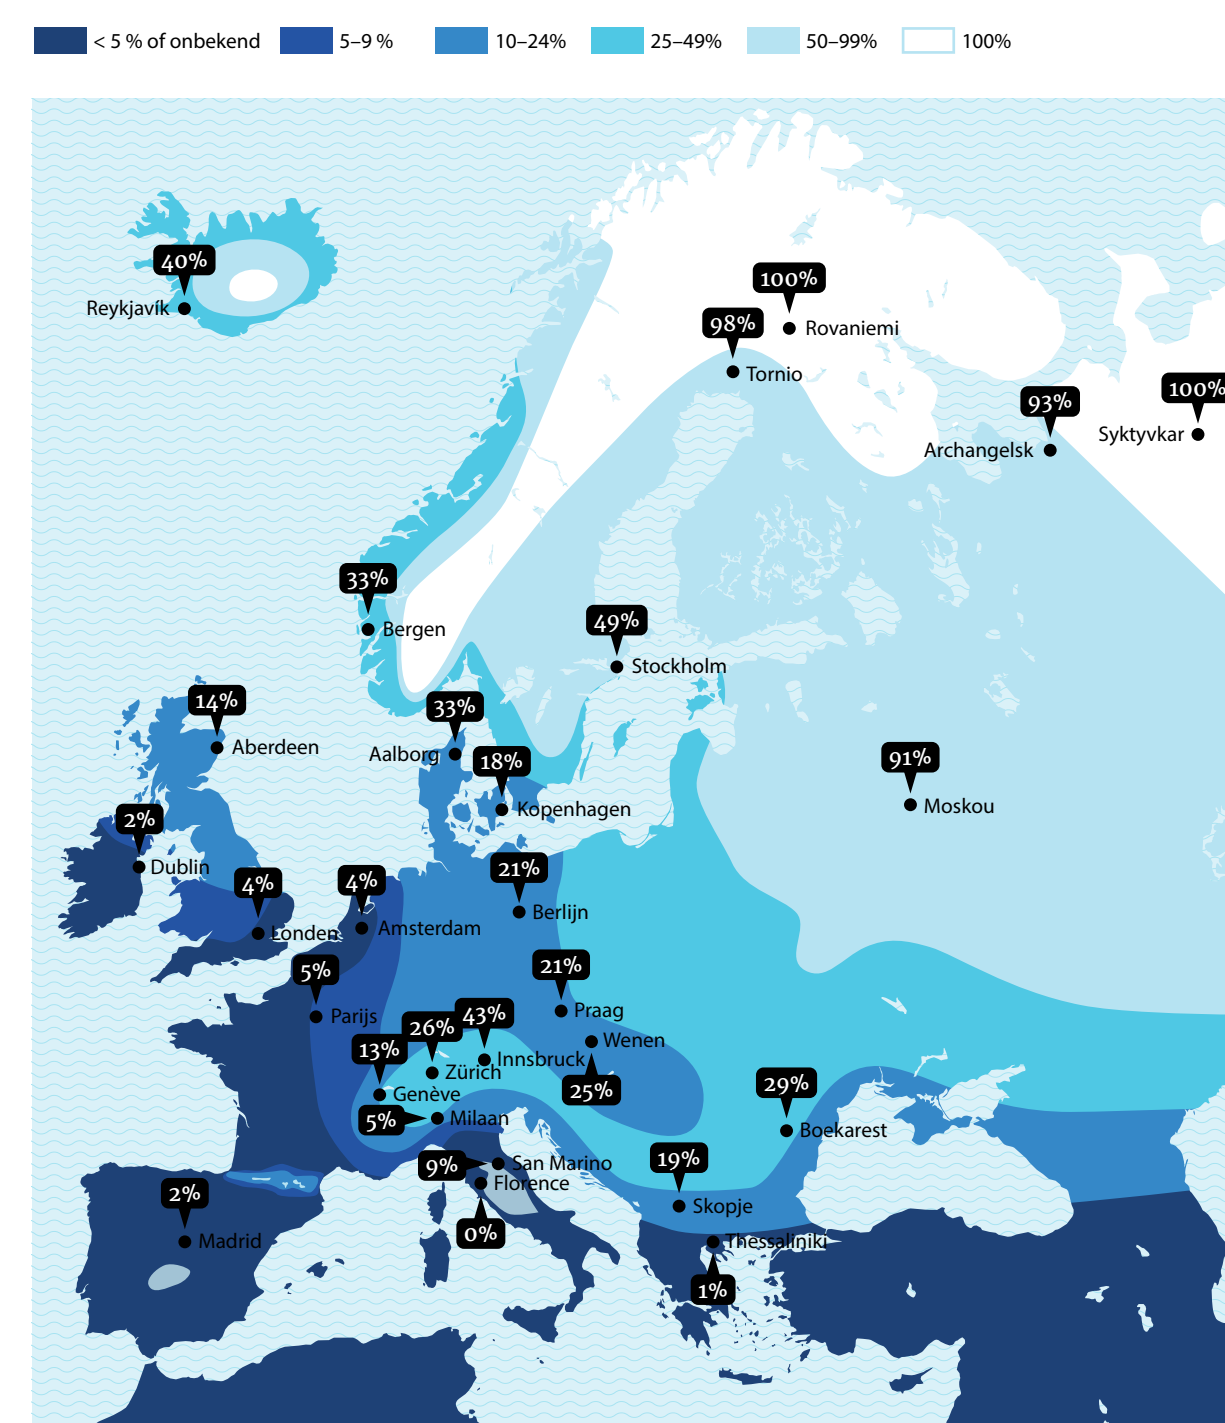 < 5 % of onbekend
5–9 %
10–24%
25–49%
50–99%
100%
40%
Reykjavík
100%
Rovaniemi
98%
Tornio
93%
Archangelsk
100%
Syktyvkar
33%
Bergen
49%
Stockholm
14%
Aberdeen
33%
Aalborg
18%
Kopenhagen
91%
Moskou
2%
Dublin
4%
Londen
4%
Amsterdam
21%
Berlijn
5%
Parijs
21%
Praag
13%
Genève
26%
Zürich
43%
Innsbruck
Wenen
25%
5%
Milaan
29%
Boekarest
9%
San Marino
Florence
0%
19%
Skopje
2%
Madrid
Thessaliniki
1%